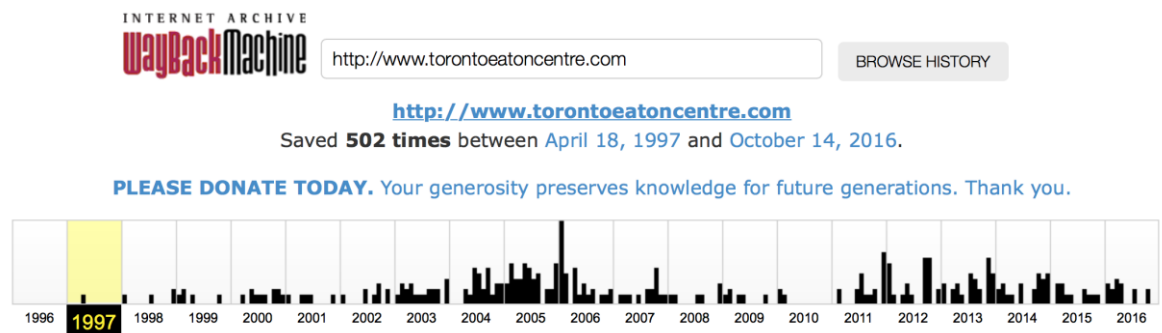 INTERNET ARCHIVE
WayBackMachine
http://www.torontoeatoncentre.com
BROWSE HISTORY
http://www.torontoeatoncentre.com
Saved 502 times between April 18, 1997 and October 14, 2016.
PLEASE DONATE TODAY. Your generosity preserves knowledge for future generations. Thank you.
1996 1997 1998 1999 2000 2001 2002 2003 2004 2005 2006 2007 2008 2009 2010 2011 2012 2013 2014 2015 2016